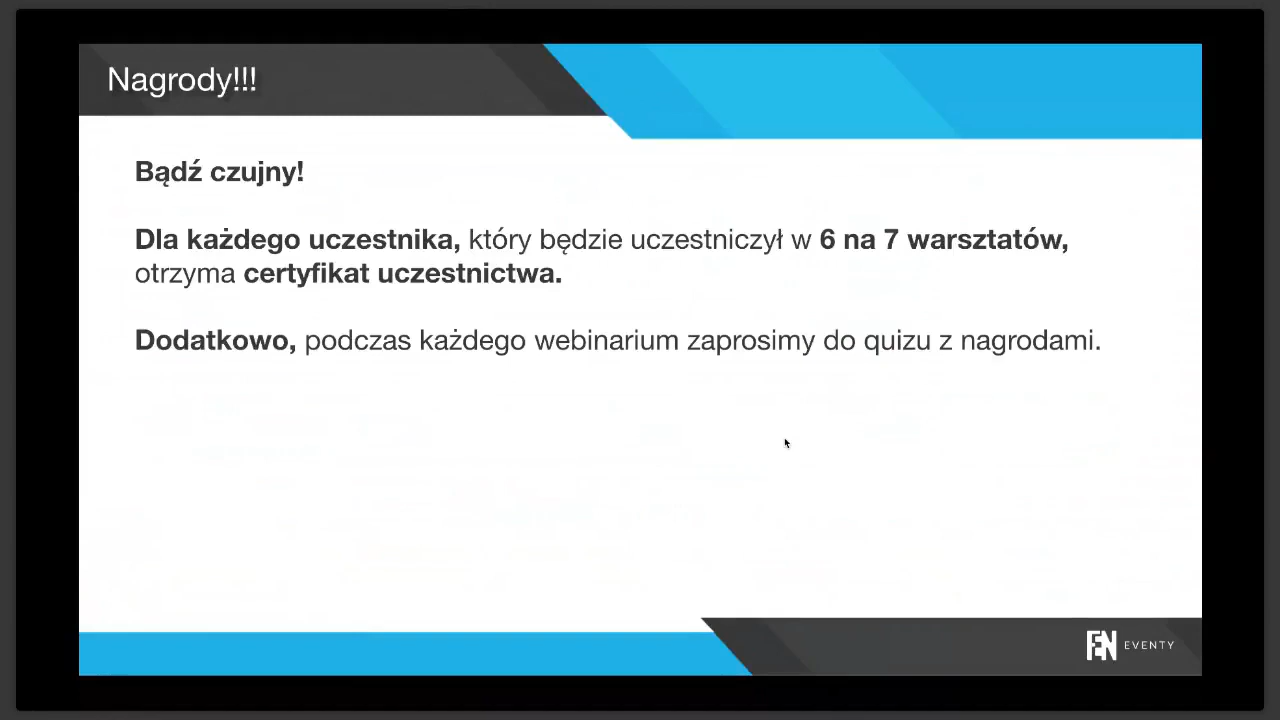 Nagrody!!!
Bądź czujny!
Dla każdego uczestnika, który będzie uczestniczył w 6 na 7 warsztatów,
otrzyma certyfikat uczestnictwa.
Dodatkowo, podczas każdego webinarium zaprosimy do quizu z nagrodami.
FEN EVENTY